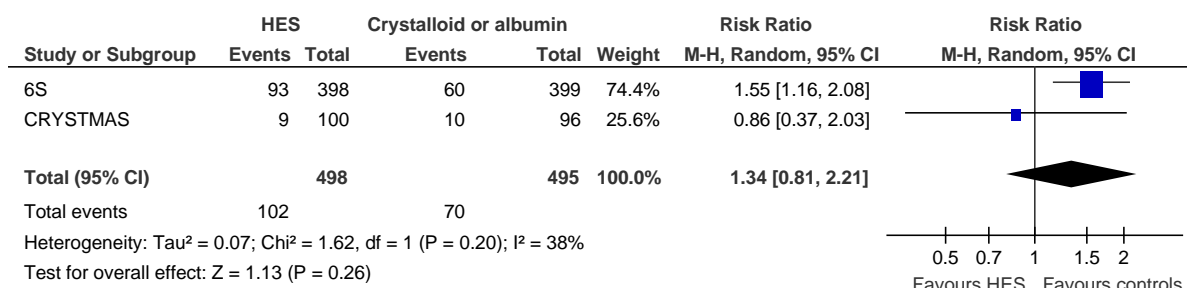 HES Crystalloid or albumin Risk Ratio Risk Ratio
Study or Subgroup Events Total Events Total Weight M-H, Random, 95% CI M-H, Random, 95% CI
6S 93 398 60 399 74.4% 1.55 [1.16, 2.08]
CRYSTMAS 9 100 10 96 25.6% 0.86 [0.37, 2.03]
Total (95% CI) 498 495 100.0% 1.34 [0.81, 2.21]
Total events 102 70
Heterogeneity: Tau² = 0.07; Chi² = 1.62, df = 1 (P = 0.20); I² = 38%
Test for overall effect: Z = 1.13 (P = 0.26)
0.5 0.7 1 1.5 2
Favours HES Favours controls